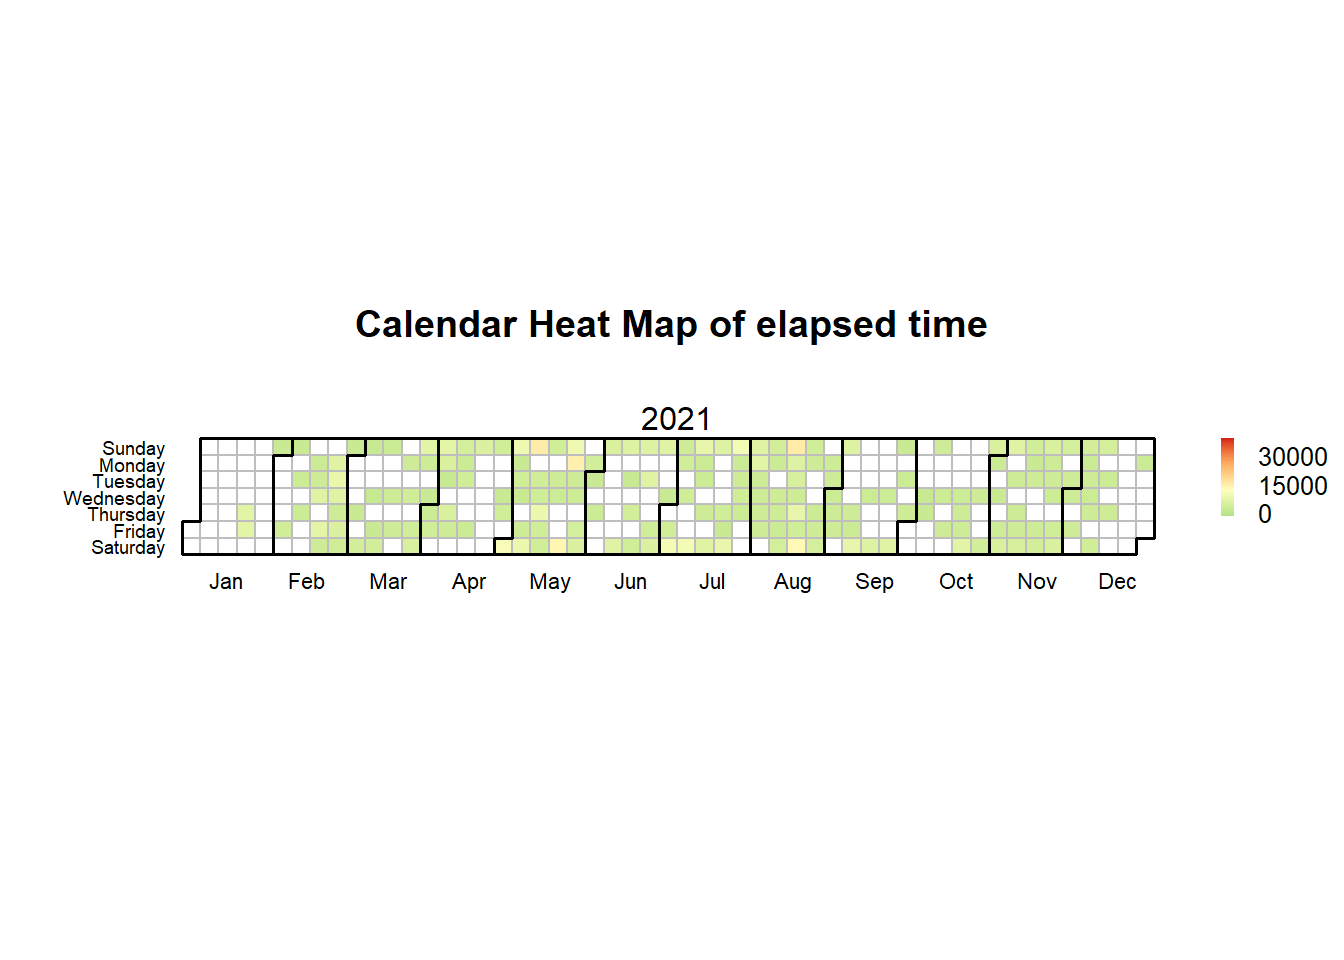 Calendar Heat Map of elapsed time
2021
Sunday
Monday
Tuesday
Wednesday
Thursday
Friday
Saturday
Jan Feb Mar Apr May Jun Jul Aug Sep Oct Nov Dec
30000
15000
0